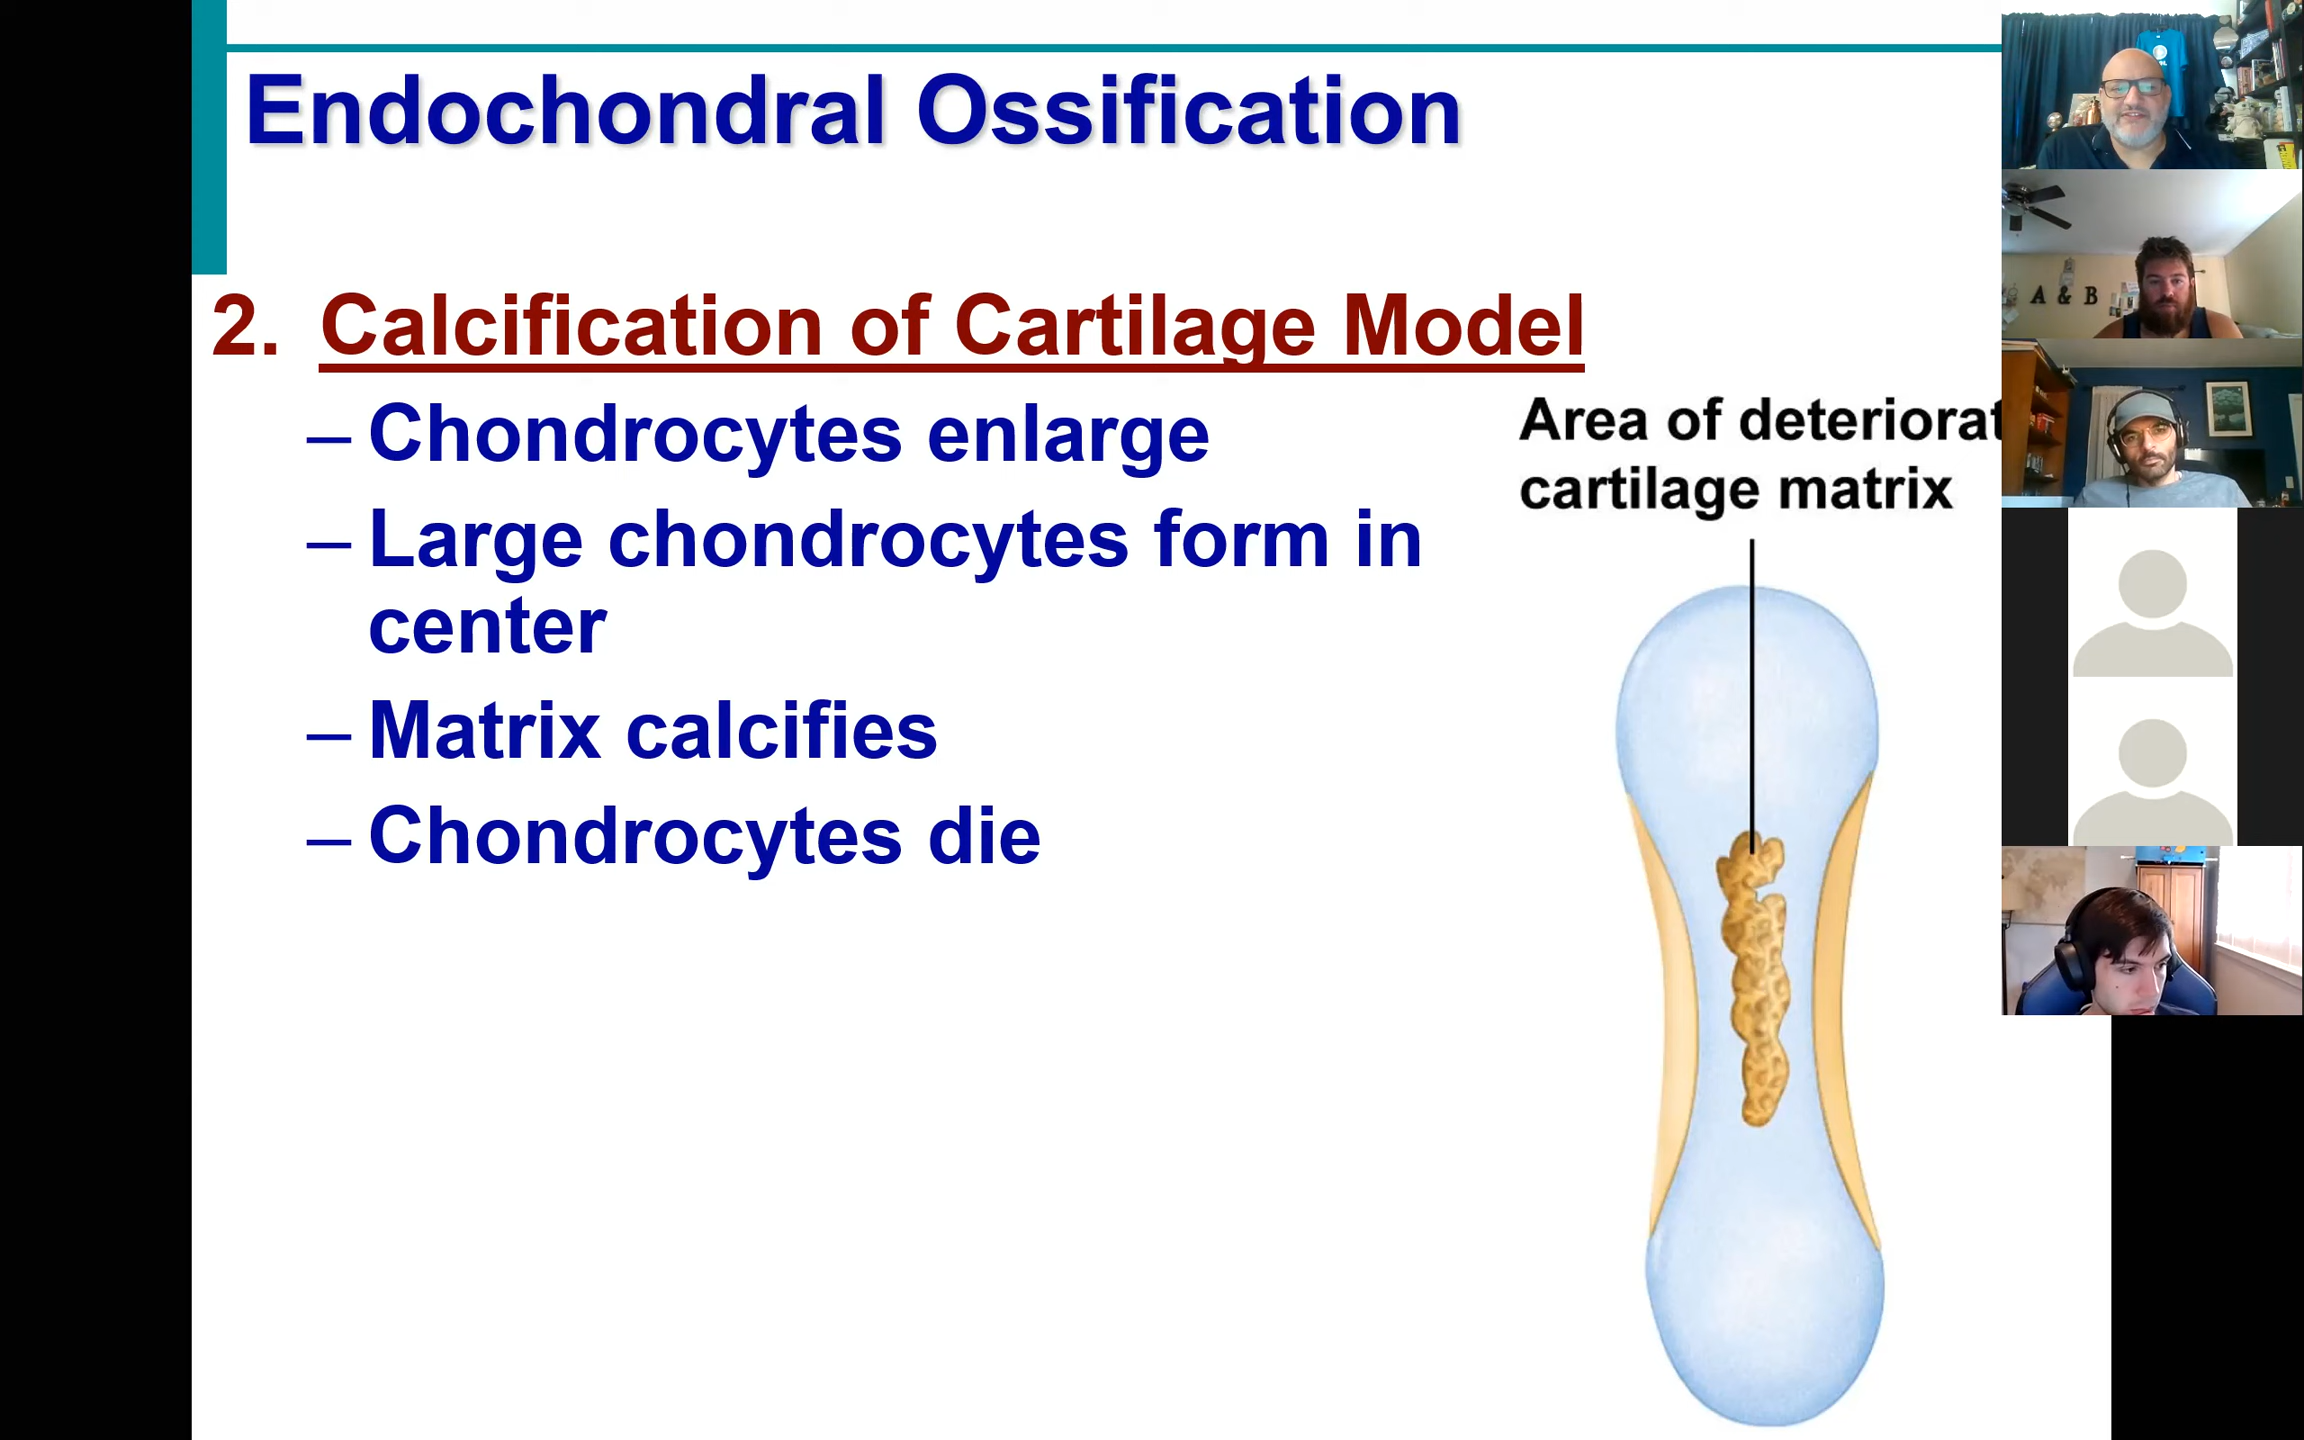 Endochondral Ossification
2. Calcification of Cartilage Model
– Chondrocytes enlarge
– Large chondrocytes form in
center
– Matrix calcifies
– Chondrocytes die
Area of deteriorat
cartilage matrix
A & B